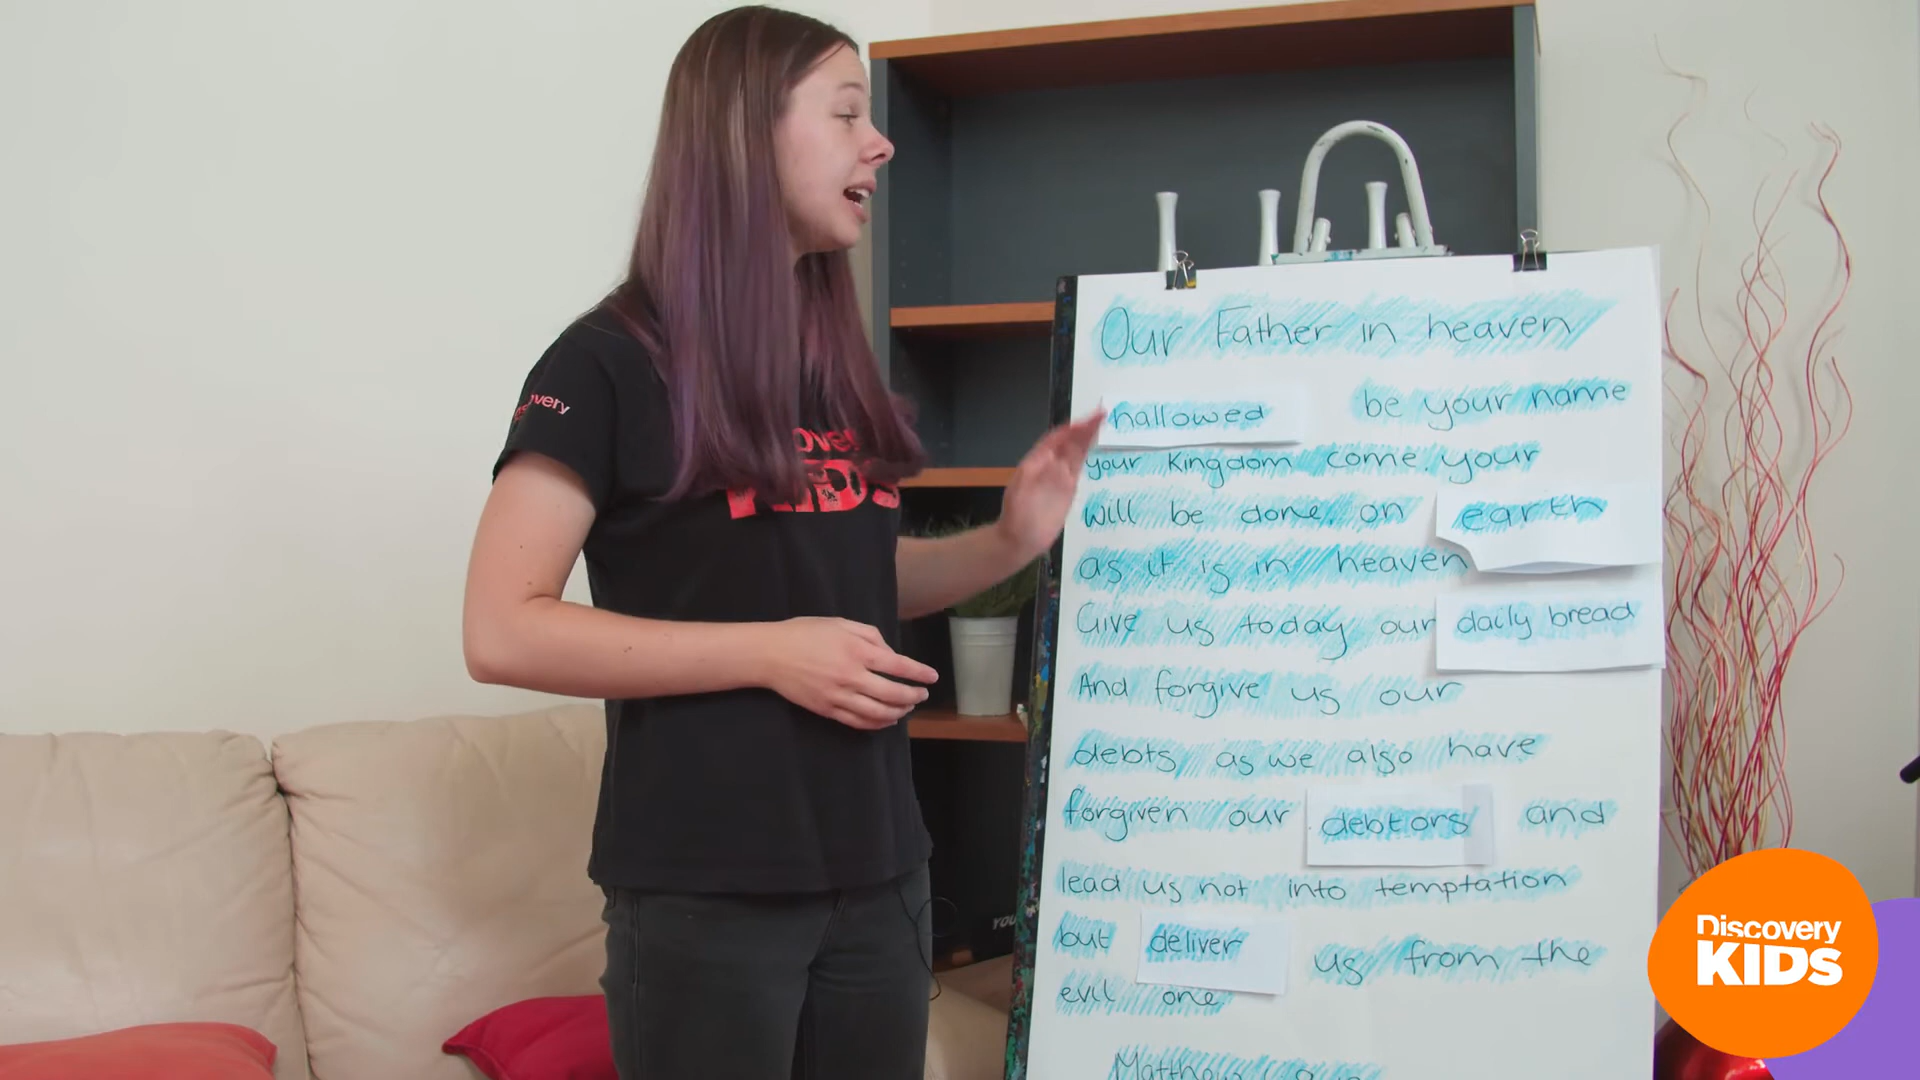 Our Father in heaven
hallowed be your name
your Kingdom come. your
will be done, on earth
as it is in heaven
Give us today our daily bread
And forgive us our
debts, as we also have
forgiven our debtors and
lead us not into temptation
but deliver us from the
evil one.
Matthew
KIDS
Discovery
KIDS